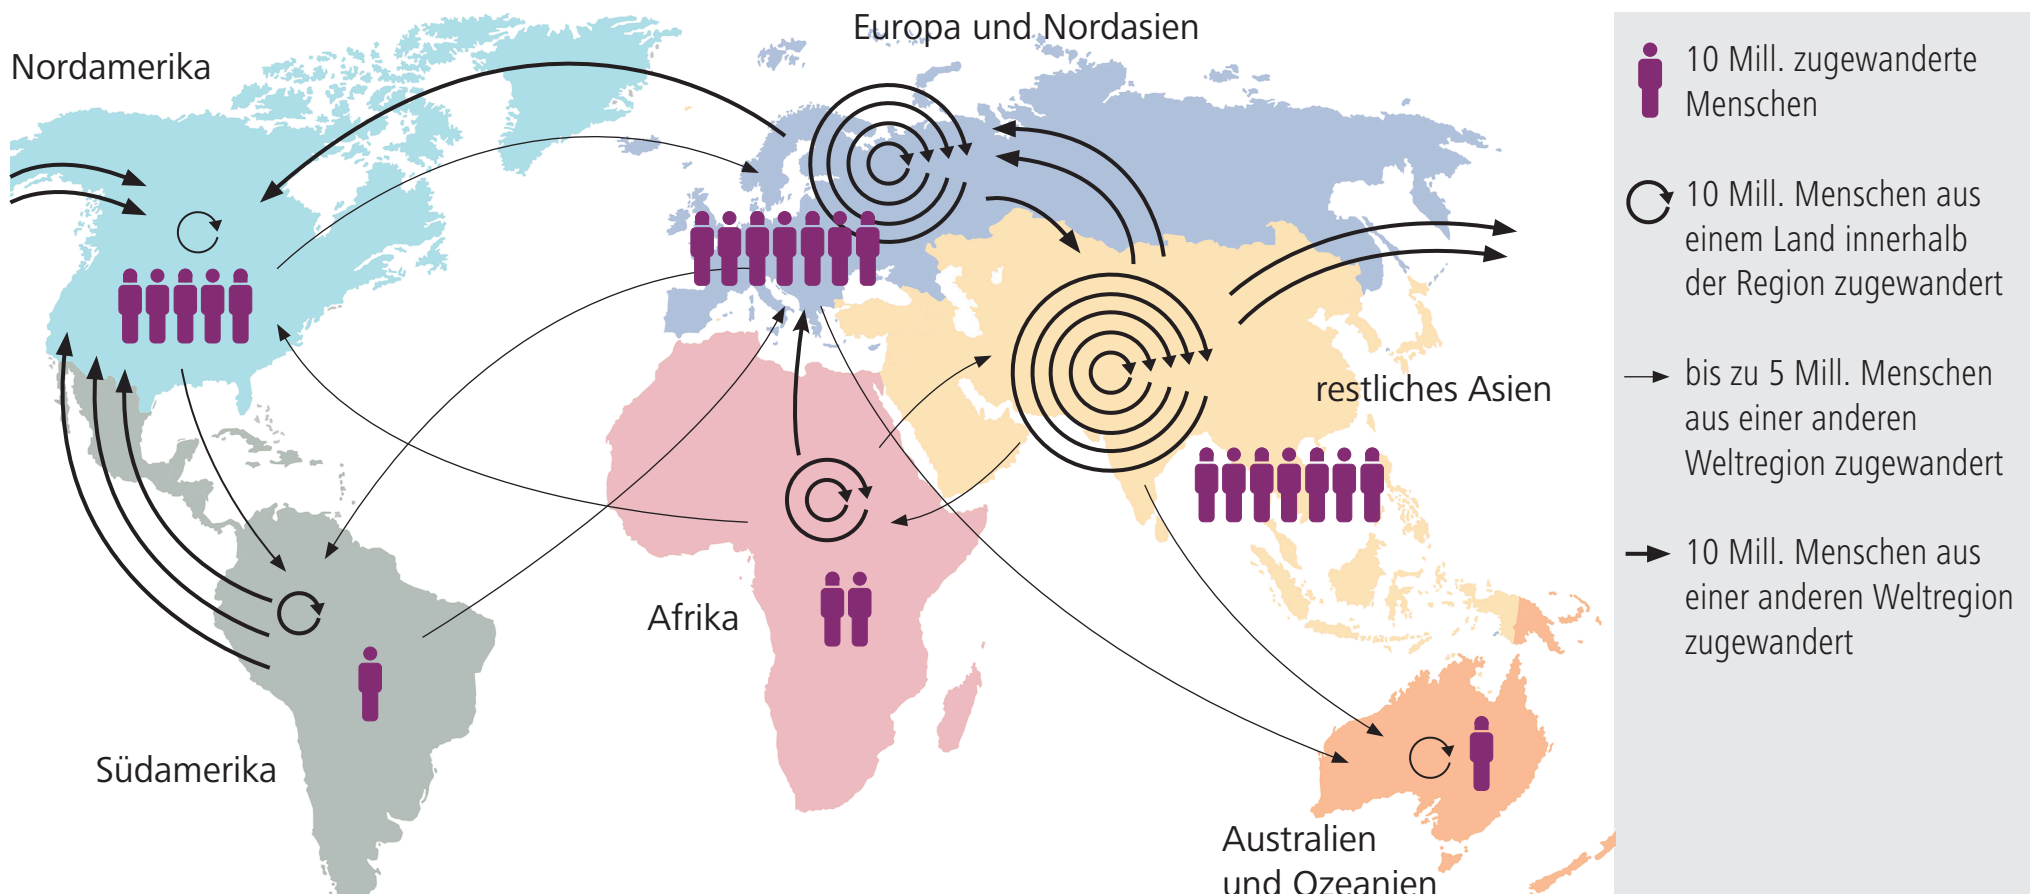 Europa und Nordasien
Nordamerika
restliches Asien
Afrika
Südamerika
Australien
und Ozeanien
10 Mill. zugewanderte
Menschen
10 Mill. Menschen aus
einem Land innerhalb
der Region zugewandert
bis zu 5 Mill. Menschen
aus einer anderen
Weltregion zugewandert
10 Mill. Menschen aus
einer anderen Weltregion
zugewandert